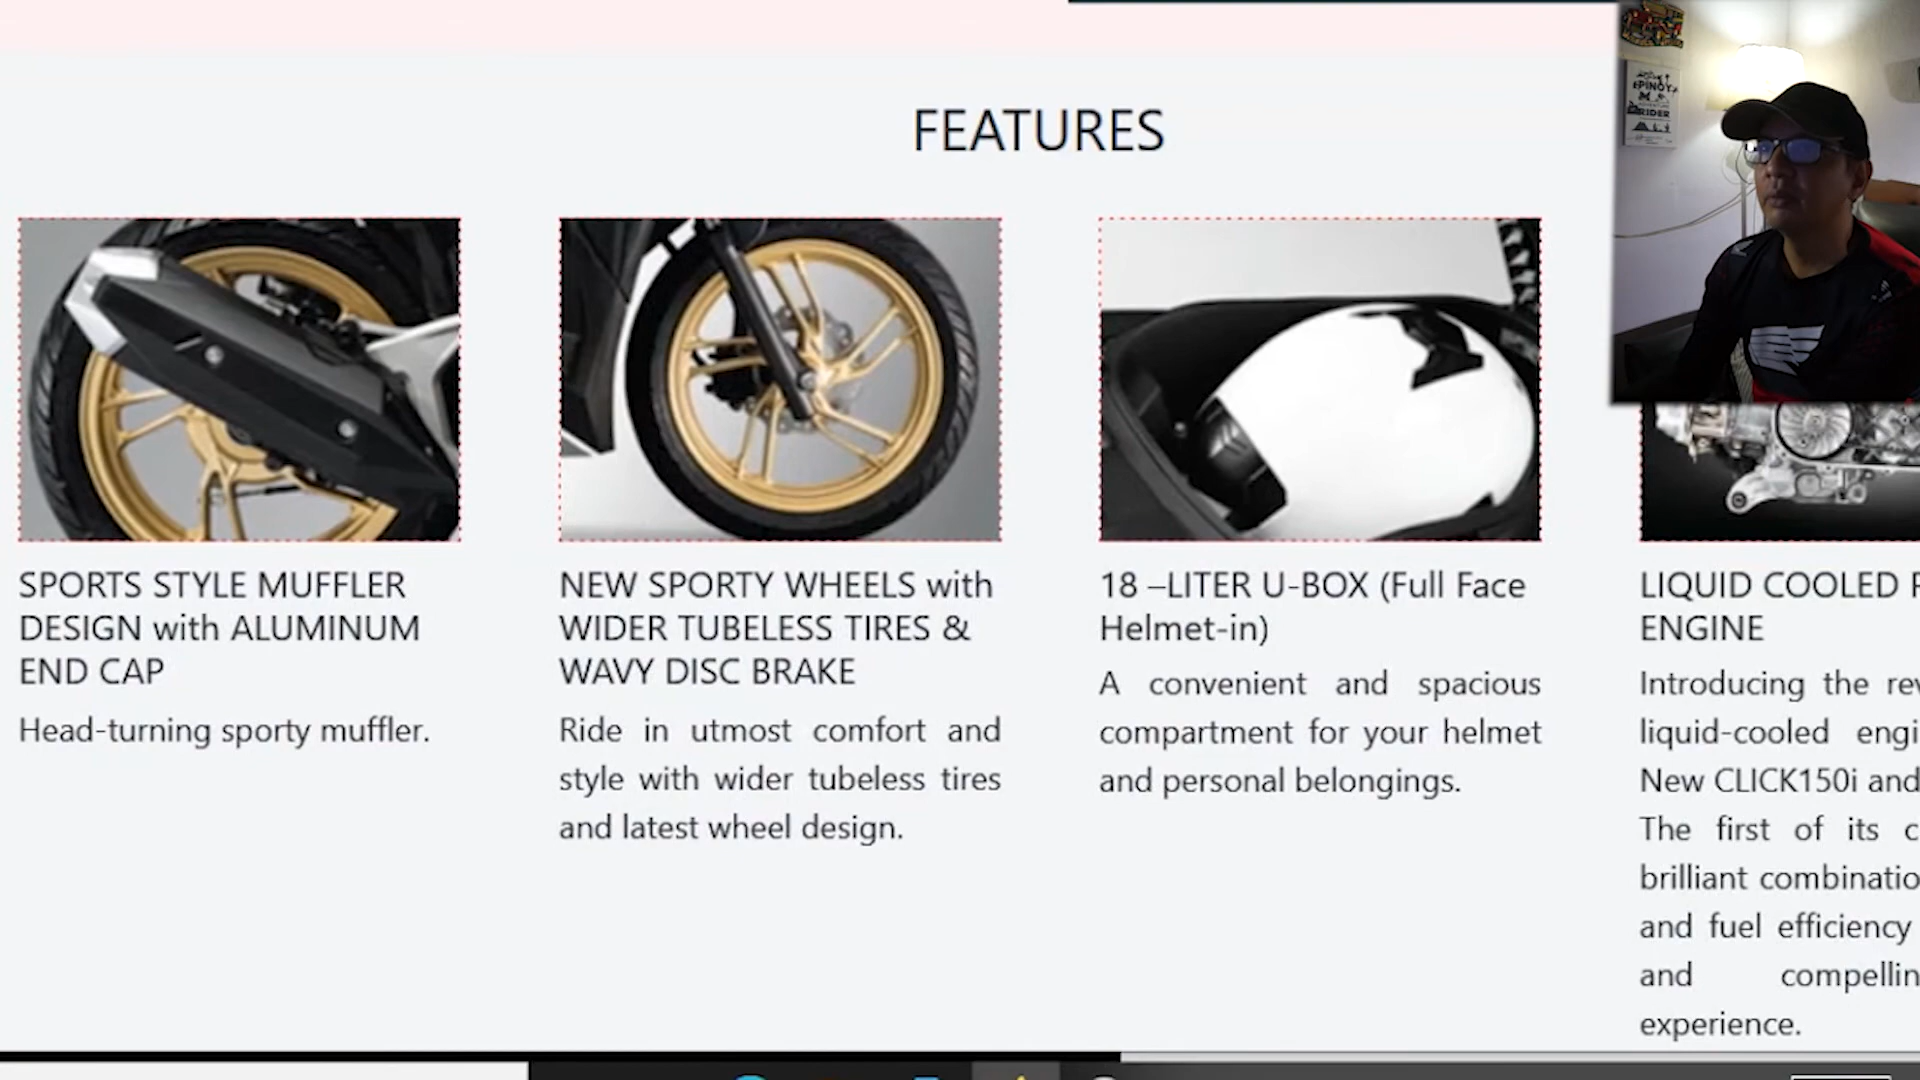 FEATURES
SPORTS STYLE MUFFLER
DESIGN with ALUMINUM
END CAP
Head-turning sporty muffler.
NEW SPORTY WHEELS with
WIDER TUBELESS TIRES &
WAVY DISC BRAKE
Ride in utmost comfort and
style with wider tubeless tires
and latest wheel design.
18 –LITER U-BOX (Full Face
Helmet-in)
A convenient and spacious
compartment for your helmet
and personal belongings.
LIQUID COOLED
ENGINE
Introducing the
liquid-cooled
New CLICK150i and
The first of its
brilliant
and fuel efficiency
and
experience.
PINOY
RIDER